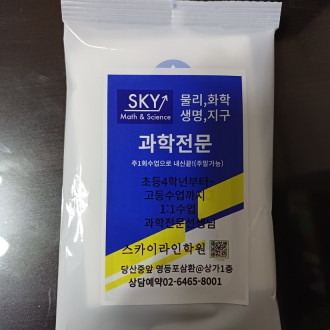 SKY
Math & Science
물리,화학
생명,지구
과학전문
주1회수업으로 내신끝!(주말가능)
초등4학년부터~
고등수업까지
1:1수업
과학전문선생님
스카이라인학원
당산중앞 영등포삼환@상가1층
상담예약02-6465-8001